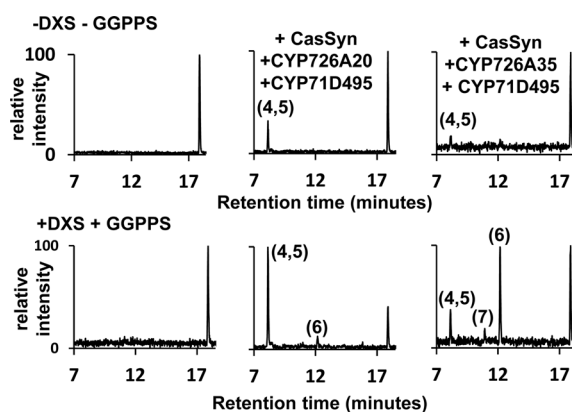 -DXS - GGPPS
+ CasSyn
+CYP726A20
+CYP71D495
+ CasSyn
+CYP726A35
+ CYP71D495
relative
intensity
100
0
(4,5)
(4,5)
7 12 17
7 12 17
7 12 17
Retention time (minutes)
+DXS + GGPPS
relative
intensity
100
0
(4,5)
(6)
(4,5)
(7)
(6)
7 12 17
7 12 17
7 12 17
Retention time (minutes)